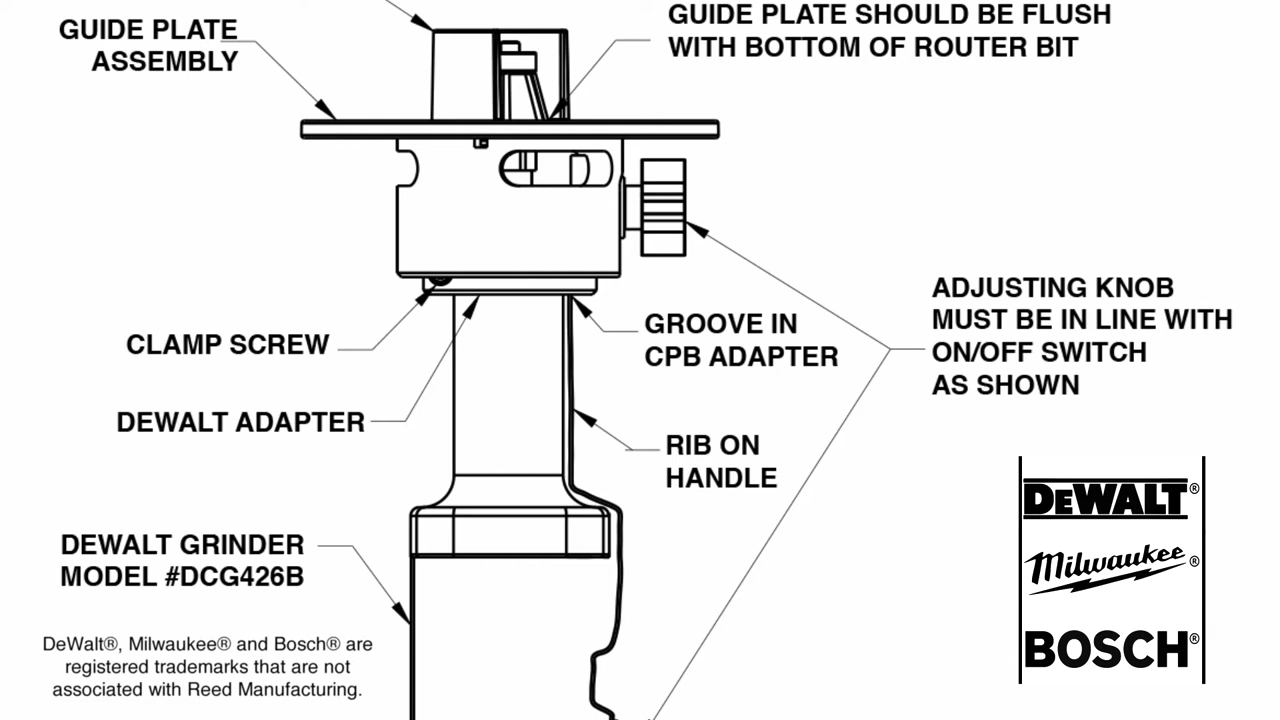 GUIDE PLATE
ASSEMBLY
GUIDE PLATE SHOULD BE FLUSH
WITH BOTTOM OF ROUTER BIT
ADJUSTING KNOB
MUST BE IN LINE WITH
ON/OFF SWITCH
AS SHOWN
CLAMP SCREW
GROOVE IN
CPB ADAPTER
DEWALT ADAPTER
RIB ON
HANDLE
DEWALT GRINDER
MODEL #DCG426B
DeWalt®, Milwaukee® and Bosch® are
registered trademarks that are not
associated with Reed Manufacturing.
DEWALT®
Milwaukee®
BOSCH®